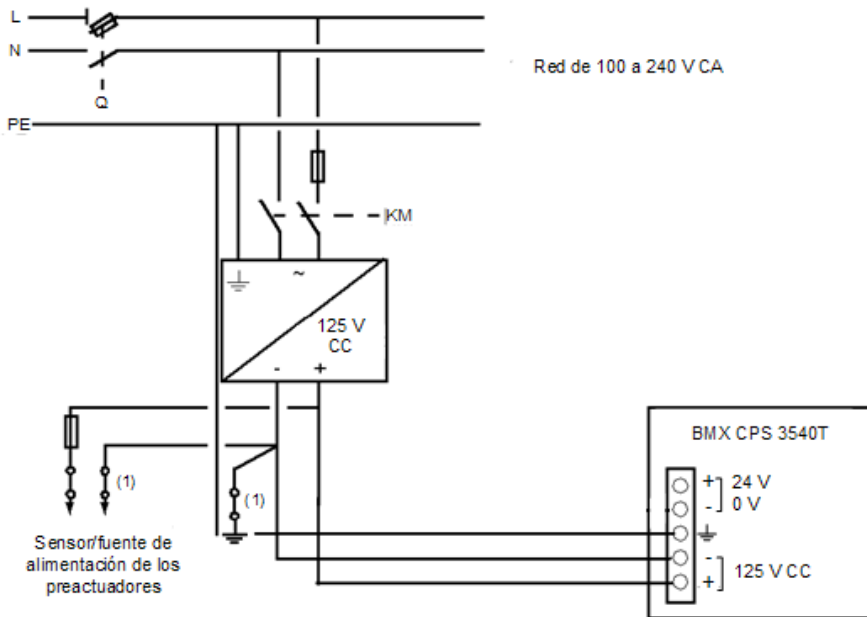 L
N
Red de 100 a 240 V CA
Q
PE
KM
~
125 V
CC
- +
BMX CPS 3540T
+ 24 V
- 0 V
(1)
(1)
-
+ 125 V CC
Sensor/fuente de
alimentación de los
preactuadores